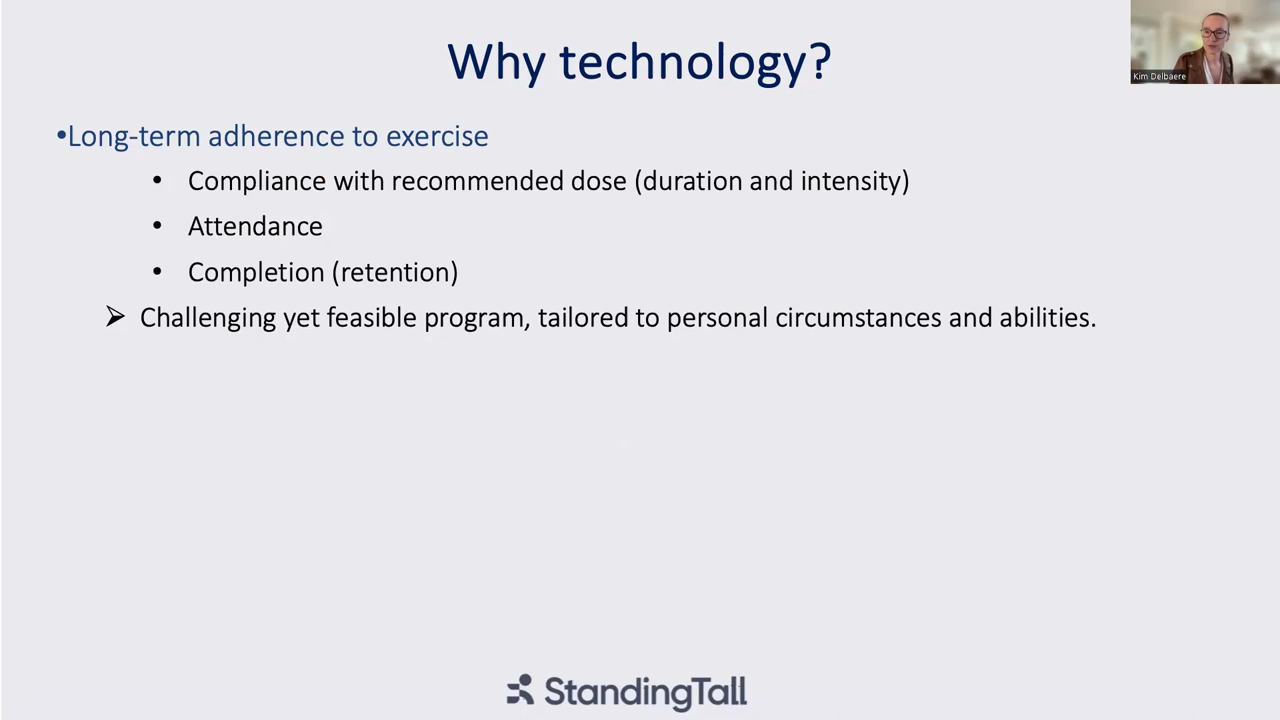 Why technology?
Kim Delbaere
•Long-term adherence to exercise
• Compliance with recommended dose (duration and intensity)
• Attendance
• Completion (retention)
➢ Challenging yet feasible program, tailored to personal circumstances and abilities.
StandingTall